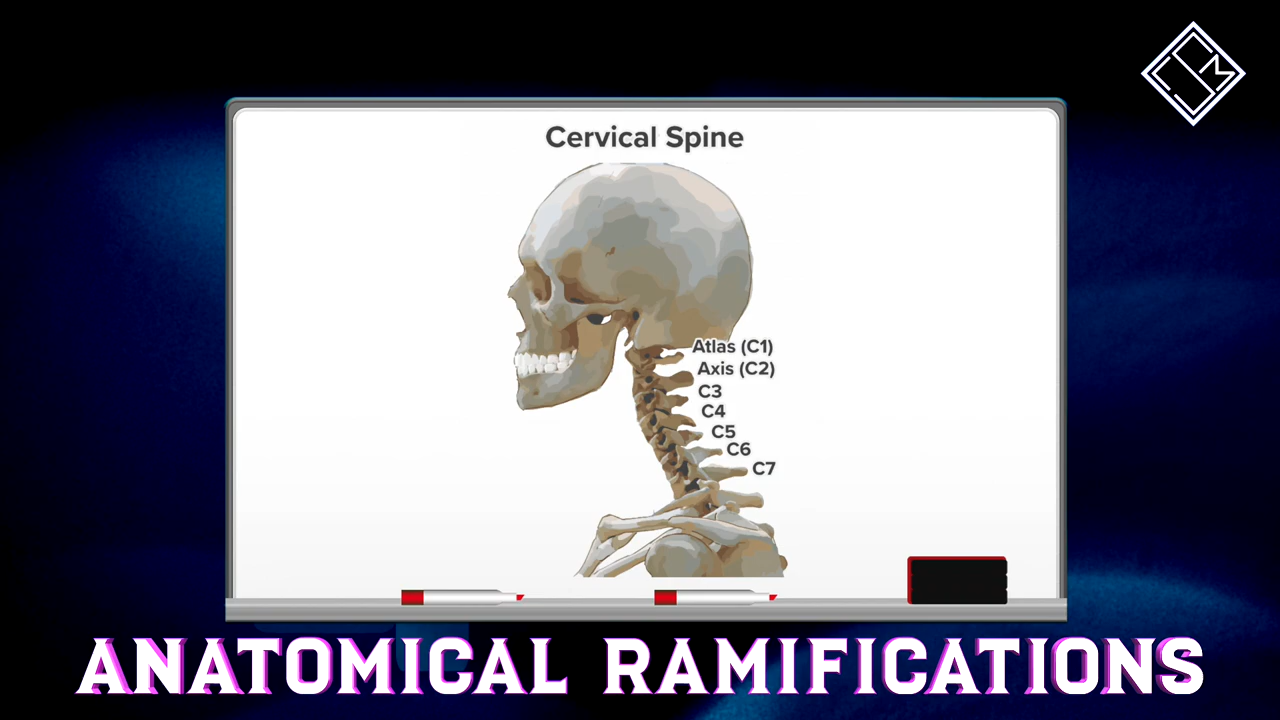 Cervical Spine
Atlas (C1)
Axis (C2)
C3
C4
C5
C6
C7
ANATOMICAL RAMIFICATIONS